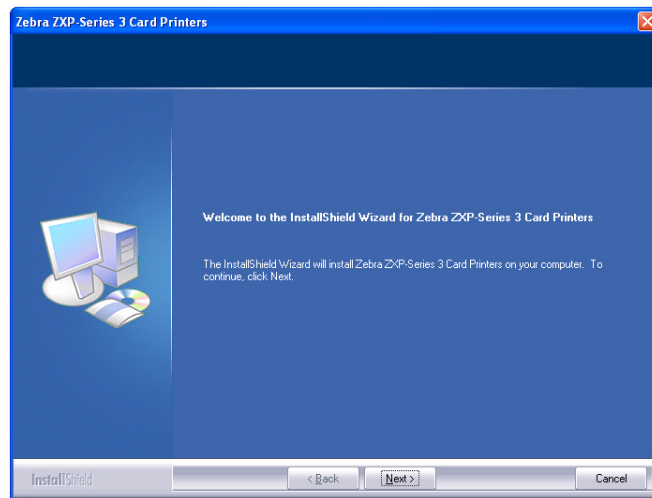 Zebra ZXP-Series 3 Card Printers
Welcome to the InstallShield Wizard for Zebra ZXP-Series 3 Card Printers
The InstallShield Wizard will install Zebra ZXP-Series 3 Card Printers on your computer. To
continue, click Next.
InstallShield
< Back
Next >
Cancel